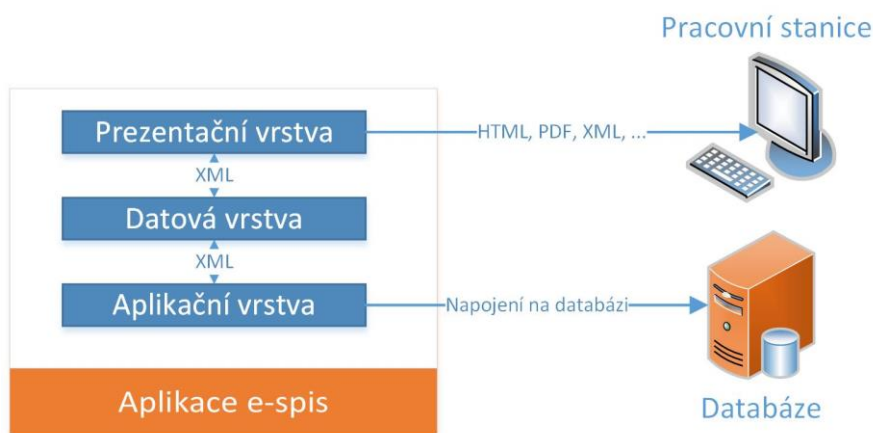 Pracovní stanice
Prezentační vrstva
HTML, PDF, XML, ...
XML
Datová vrstva
XML
Aplikační vrstva
Napojení na databázi
Aplikace e-spis
Databáze